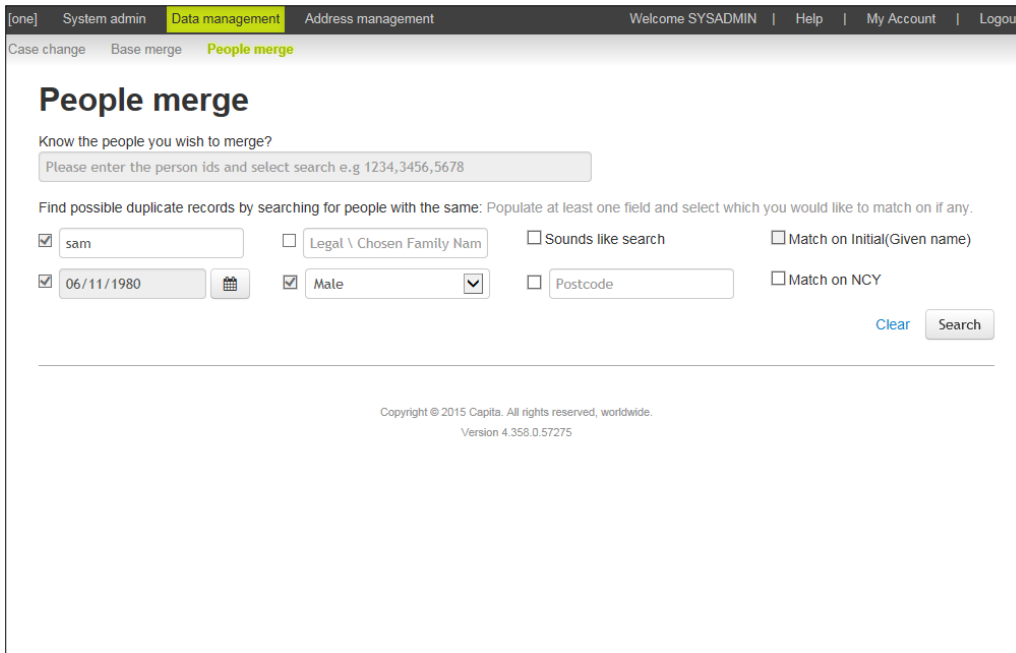 [one] System admin Data management Address management Welcome SYSADMIN | Help | My Account | Logou
Case change Base merge People merge
People merge
Know the people you wish to merge?
Please enter the person ids and select search e.g 1234,3456,5678
Find possible duplicate records by searching for people with the same: Populate at least one field and select which you would like to match on if any.
sam Legal \ Chosen Family Nam Sounds like search Match on Initial(Given name)
06/11/1980 Male Postcode Match on NCY
Clear Search
Copyright © 2015 Capita. All rights reserved, worldwide.
Version 4.358.0.57275